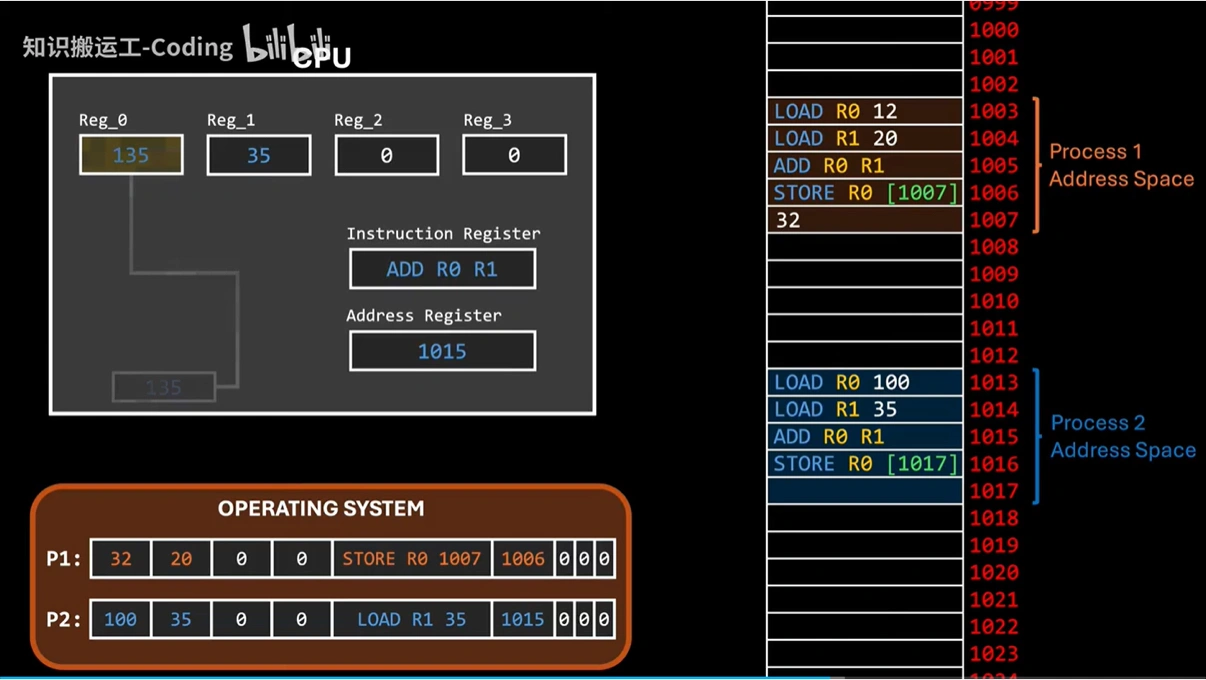 知识搬运工-Coding bilibili
CPU
Reg_0 Reg_1 Reg_2 Reg_3
135 35 0 0
Instruction Register
ADD R0 R1
Address Register
1015
135
OPERATING SYSTEM
P1: 32 20 0 0 STORE R0 1007 1006 0 0 0
P2: 100 35 0 0 LOAD R1 35 1015 0 0 0
0999
1000
1001
1002
LOAD R0 12 1003
LOAD R1 20 1004
ADD R0 R1 1005
STORE R0 [1007] 1006
32 1007
Process 1
Address Space
1008
1009
1010
1011
1012
LOAD R0 100 1013
LOAD R1 35 1014
ADD R0 R1 1015
STORE R0 [1017] 1016
1017
Process 2
Address Space
1018
1019
1020
1021
1022
1023